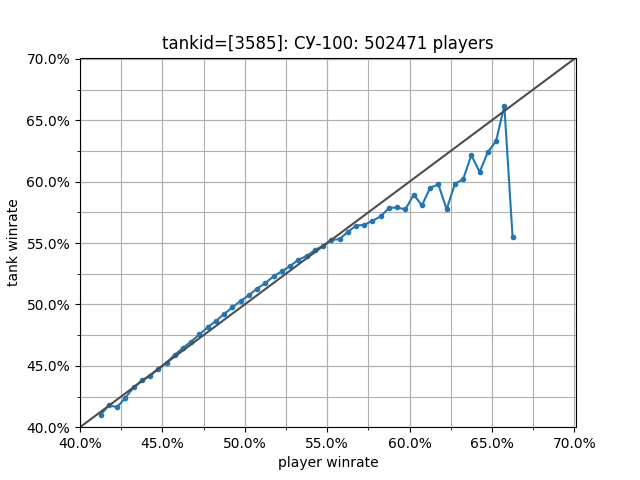 tankid=[3585]: СУ-100: 502471 players
70.0%
65.0%
60.0%
55.0%
50.0%
45.0%
40.0%
tank winrate
40.0% 45.0% 50.0% 55.0% 60.0% 65.0% 70.0%
player winrate